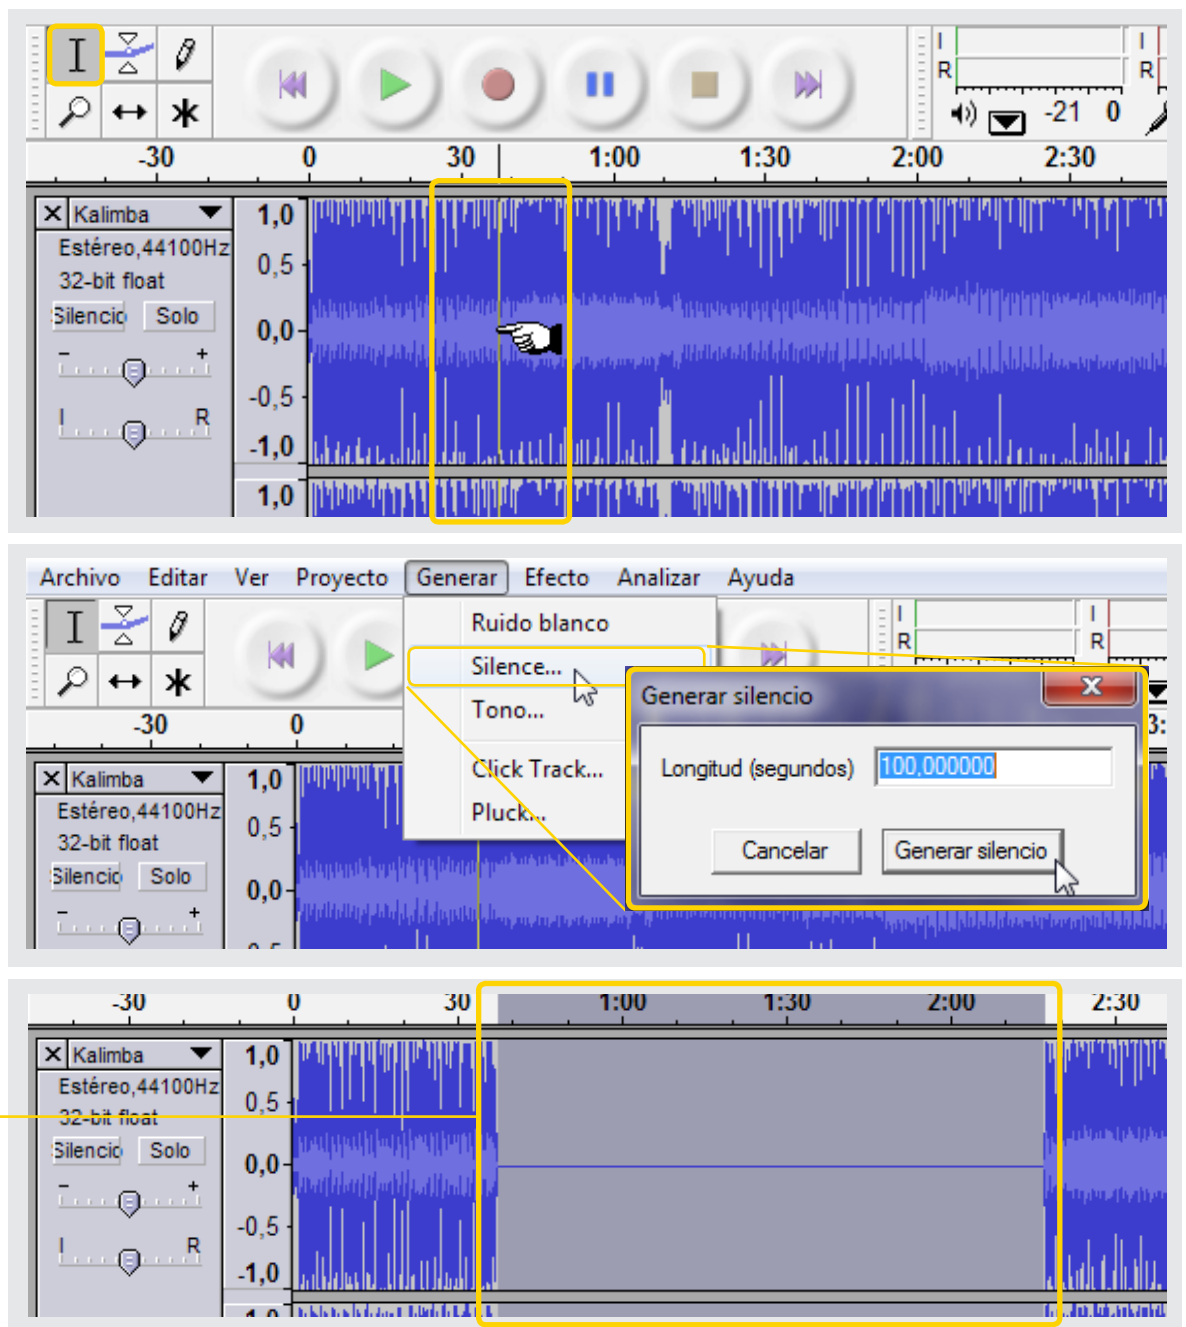 I I
R R
-21 0
-30 0 30 1:00 1:30 2:00 2:30
X Kalimba 1,0
Estéreo,44100Hz 0,5
32-bit float
Silencio Solo 0,0
- +
-0,5
I R
-1,0
1,0
Archivo Editar Ver Proyecto Generar Efecto Analizar Ayuda
Ruido blanco I I
R R
Silence...
Generar silencio
Tono...
-30 0 3:
Longitud (segundos) 100,000000
X Kalimba 1,0 Click Track...
Estéreo,44100Hz 0,5 Pluck...
32-bit float
Cancelar Generar silencio
Silencio Solo 0,0
- +
-30 0 30 1:00 1:30 2:00 2:30
X Kalimba 1,0
Estéreo,44100Hz 0,5
32-bit float
Silencio Solo 0,0
- +
-0,5
I R
-1,0